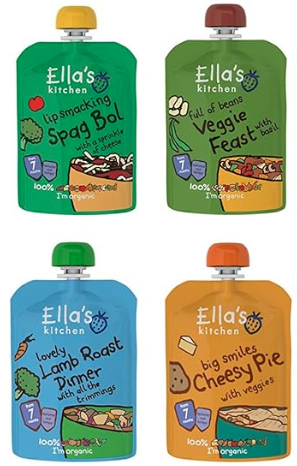 Ella's
kitchen
lip smacking
Spag Bol
with a sprinkle
of cheese
7
100%
I'm organic
Ella's
kitchen
full of beans
Veggie
Feast with
basil
7
100%
I'm organic
Ella's
kitchen
lovely
Lamb Roast
Dinner
with all the
trimmings
7
100%
I'm organic
Ella's
kitchen
big smiles
Cheesy Pie
with veggies
7
100%
I'm organic